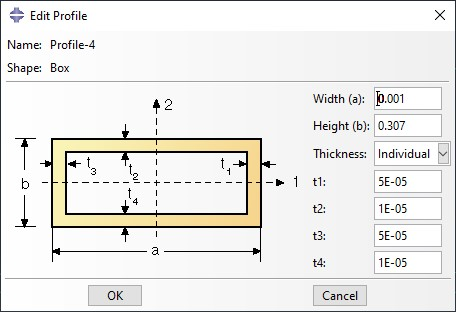 Edit Profile
Name: Profile-4
Shape: Box
2
1
t3
t2
t1
t4
b
a
Width (a): 0.001
Height (b): 0.307
Thickness: Individual
t1: 5E-05
t2: 1E-05
t3: 5E-05
t4: 1E-05
OK
Cancel